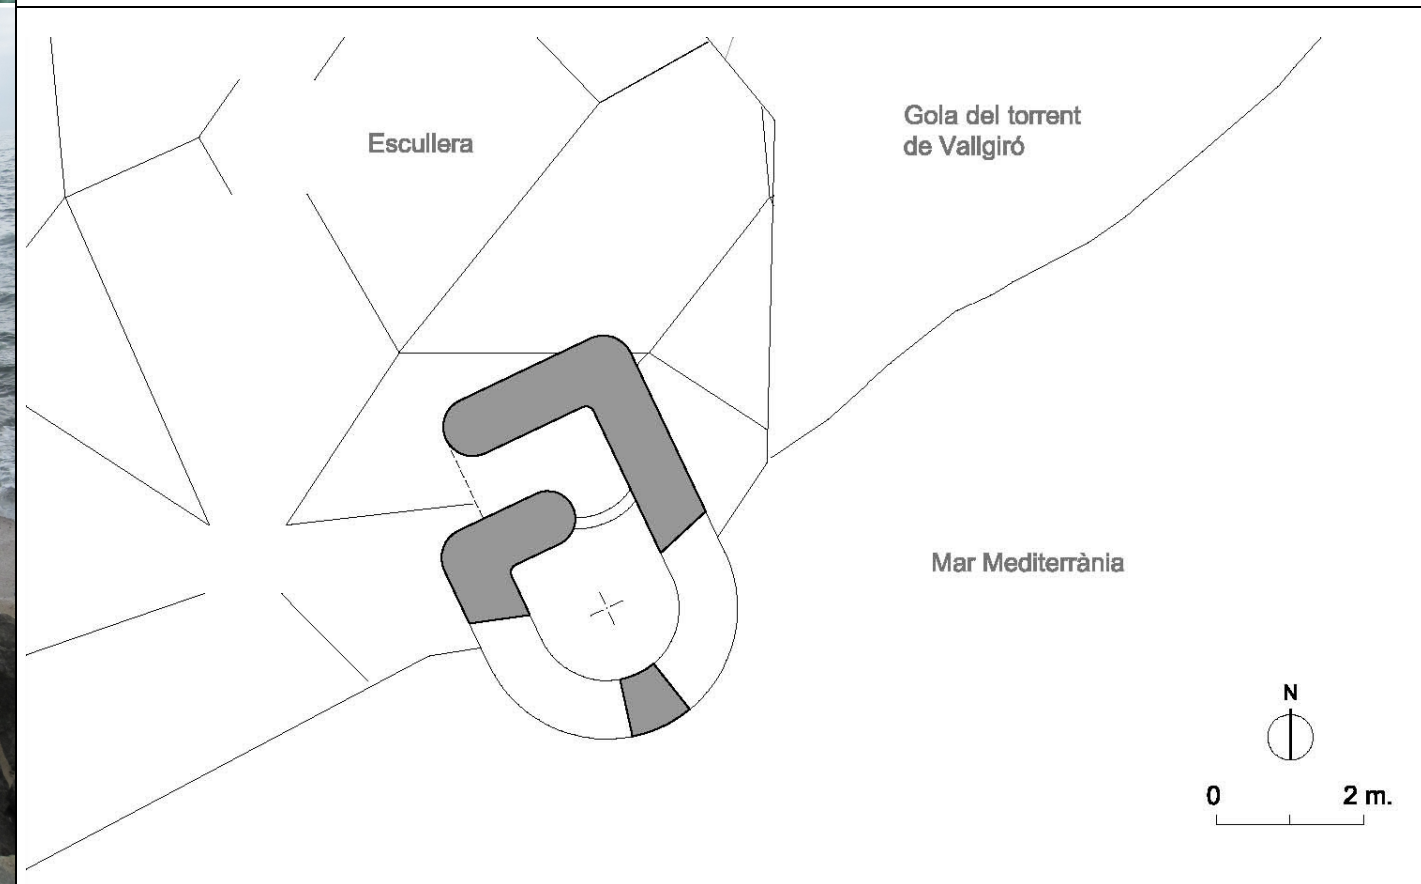 Escullera
Gola del torrent
de Vallgiró
Mar Mediterrània
N
0 2 m.